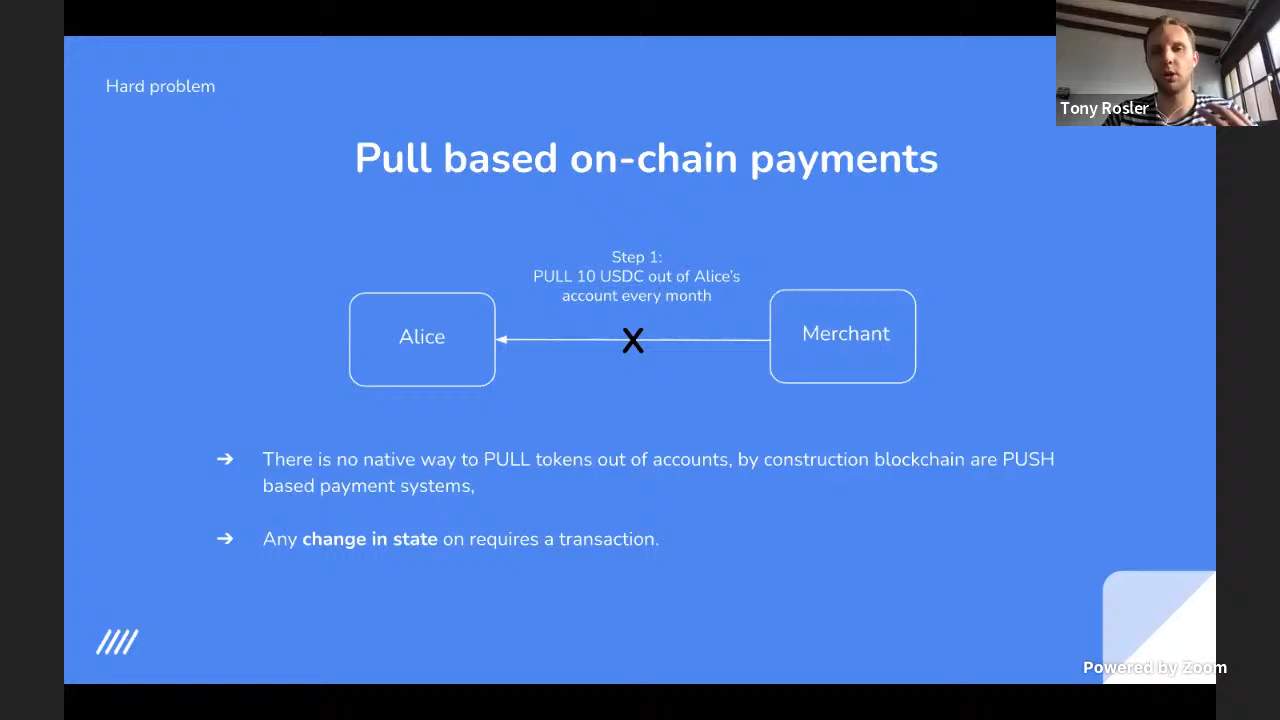 Hard problem
Tony Rosler
Pull based on-chain payments
Step 1:
PULL 10 USDC out of Alice's
account every month
Alice
X
Merchant
➔ There is no native way to PULL tokens out of accounts, by construction blockchain are PUSH
based payment systems,
➔ Any change in state on requires a transaction.
Powered by Zoom